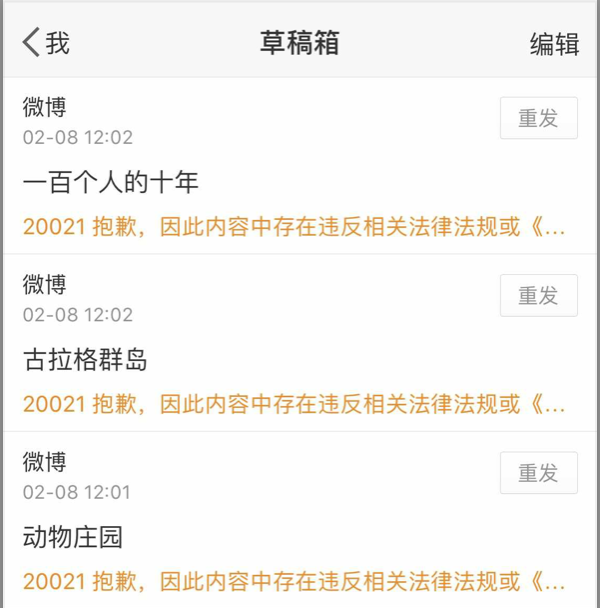 我
草稿箱
编辑
微博
重发
02-08 12:02
一百个人的十年
20021 抱歉，因此内容中存在违反相关法律法规或《...
微博
重发
02-08 12:02
古拉格群岛
20021 抱歉，因此内容中存在违反相关法律法规或《...
微博
重发
02-08 12:01
动物庄园
20021 抱歉，因此内容中存在违反相关法律法规或《...